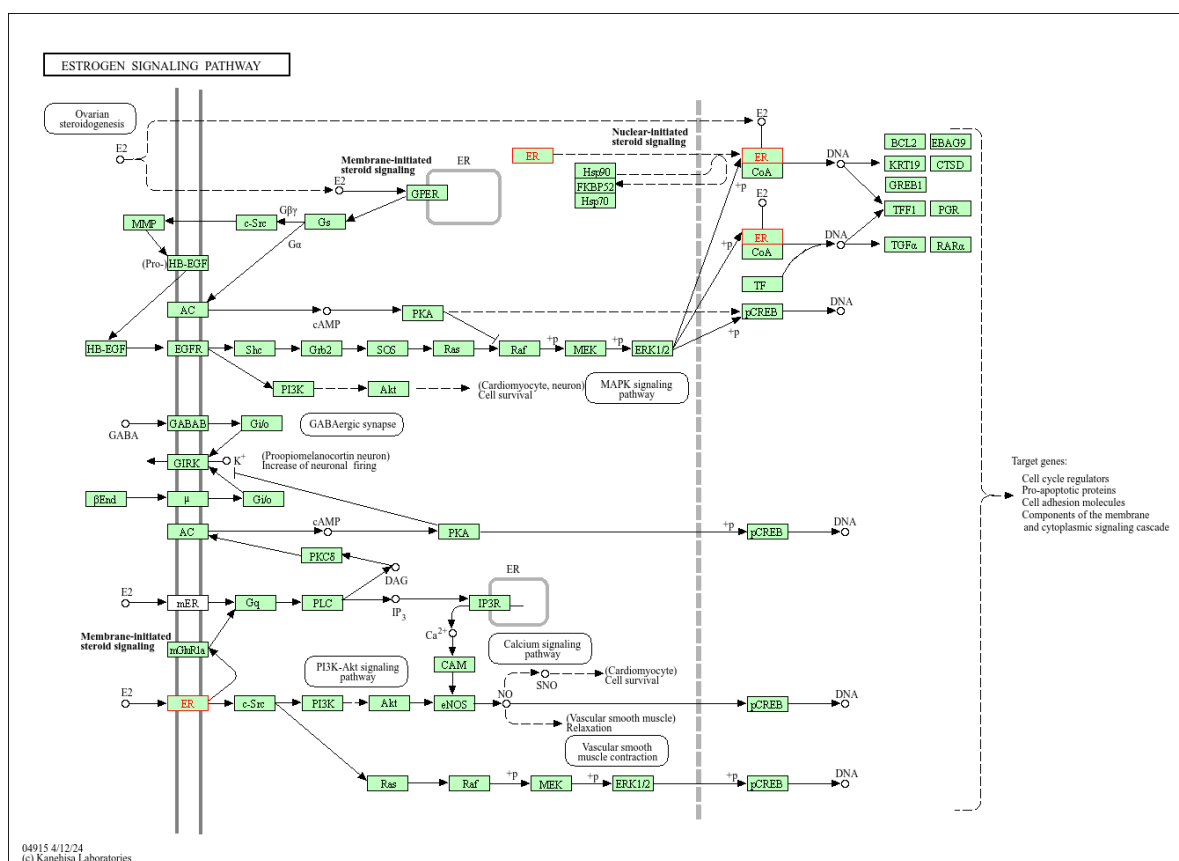 ESTROGEN SIGNALING PATHWAY
Ovarian
steroidogenesis
E2
E2
Membrane-initiated
steroid signaling
ER
GPER
ER
Nuclear-initiated
steroid signaling
Hsp90
FKBP52
Hsp70
E2
ER
CoA
+p
DNA
E2
ER
CoA
+p
DNA
TF
BCL2 EBAG9
KRT19 CTSD
GREB1
TFF1 PGR
TGFα RARα
MMP
c-Src
Gβγ
Gs
Gα
(Pro-) HB-EGF
AC
cAMP
PKA
pCREB
DNA
+p
HB-EGF
EGFR
Shc
Grb2
SOS
Ras
Raf
+p
MEK
+p
ERK1/2
PI3K
Akt
(Cardiomyocyte, neuron)
Cell survival
MAPK signaling
pathway
GABA
GABAB
Gi/o
GABAergic synapse
GIRK
K+
(Proopiomelanocortin neuron)
Increase of neuronal firing
βEnd
μ
Gi/o
AC
cAMP
PKA
+p
pCREB
DNA
PKCδ
DAG
E2
mER
Gq
PLC
IP3
ER
IP3R
Ca2+
Membrane-initiated
steroid signaling
mGluR1a
CAM
Calcium signaling
pathway
PI3K-Akt signaling
pathway
E2
ER
c-Src
PI3K
Akt
eNOS
NO
SNO
(Cardiomyocyte)
Cell survival
pCREB
DNA
(Vascular smooth muscle)
Relaxation
Vascular smooth
muscle contraction
Ras
Raf
+p
MEK
+p
ERK1/2
+p
pCREB
DNA
Target genes:
Cell cycle regulators
Pro-apoptotic proteins
Cell adhesion molecules
Components of the membrane
and cytoplasmic signaling cascade
04915 4/12/24
(c) Kanehisa Laboratories